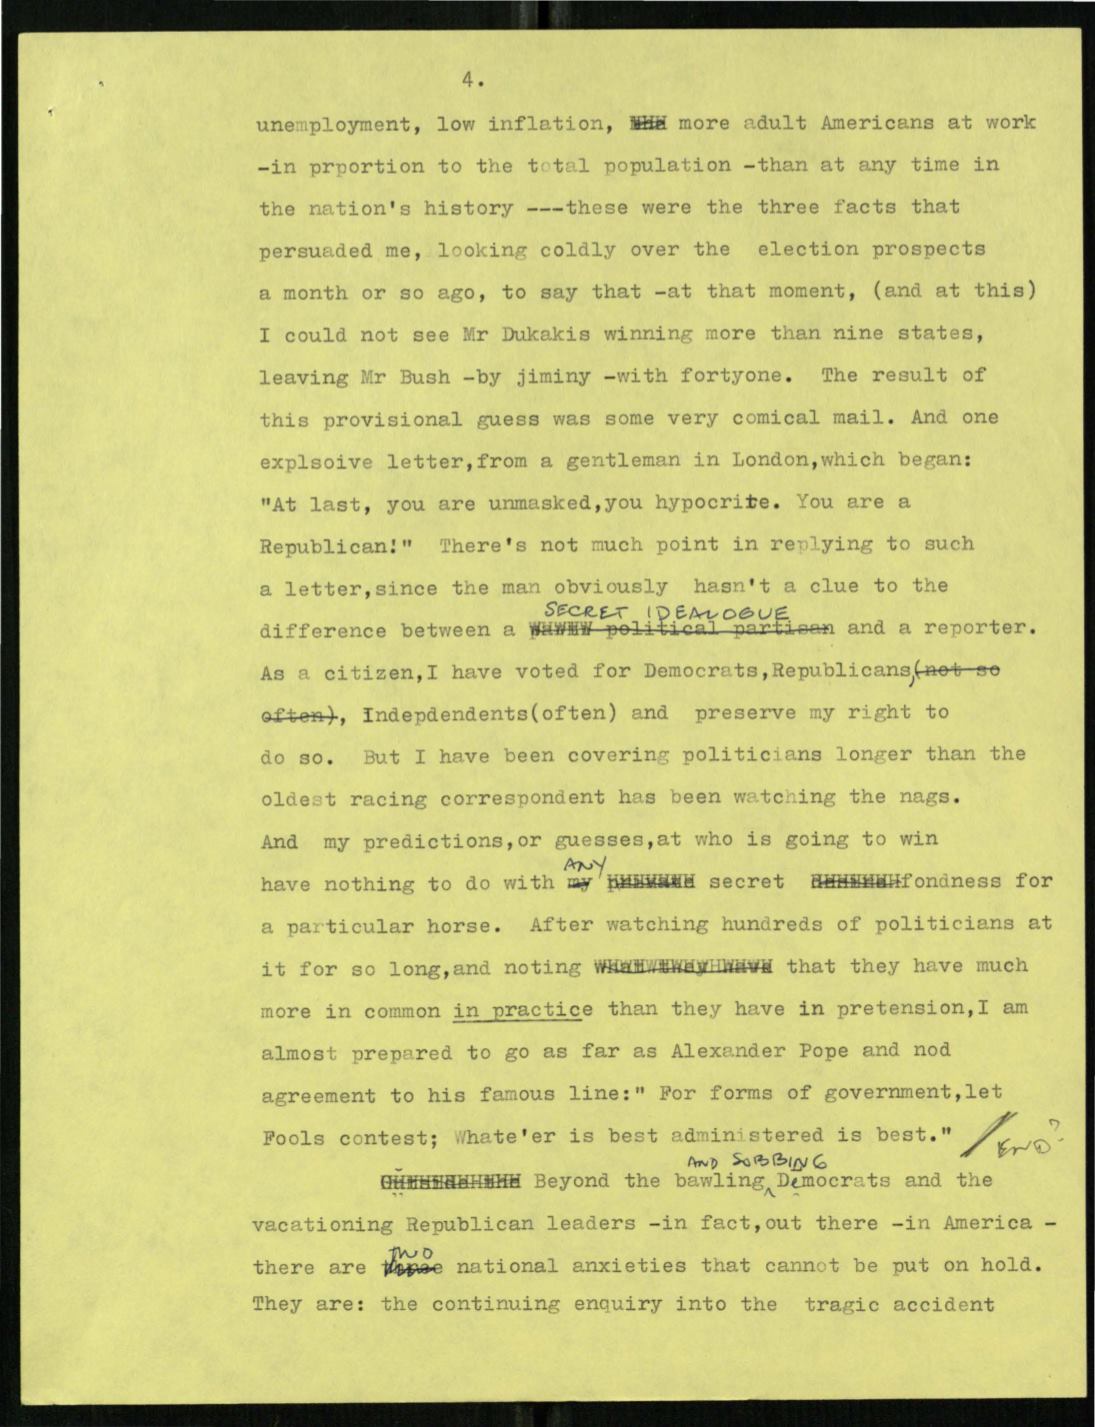 4.
unemployment, low inflation, more adult Americans at work
-in prportion to the total population -than at any time in
the nation's history ---these were the three facts that
persuaded me, looking coldly over the election prospects
a month or so ago, to say that -at that moment, (and at this)
I could not see Mr Dukakis winning more than nine states,
leaving Mr Bush -by jiminy -with fortyone. The result of
this provisional guess was some very comical mail. And one
explsoive letter,from a gentleman in London,which began:
"At last, you are unmasked,you hypocrite. You are a
Republican!" There's not much point in replying to such
a letter,since the man obviously hasn't a clue to the
SECRET IDEALOGUE
difference between a political partisan and a reporter.
As a citizen,I have voted for Democrats,Republicans,(not so
often), Indepdendents(often) and preserve my right to
do so. But I have been covering politicians longer than the
oldest racing correspondent has been watching the nags.
And my predictions,or guesses,at who is going to win
ANY
have nothing to do with my secret fondness for
a particular horse. After watching hundreds of politicians at
it for so long,and noting that they have much
more in common in practice than they have in pretension,I am
almost prepared to go as far as Alexander Pope and nod
agreement to his famous line:" For forms of government,let
Fools contest; Whate'er is best administered is best." / END?
AND SOBBING
Beyond the bawling Democrats and the
vacationing Republican leaders -in fact,out there -in America -
TWO
there are three national anxieties that cannot be put on hold.
They are: the continuing enquiry into the tragic accident